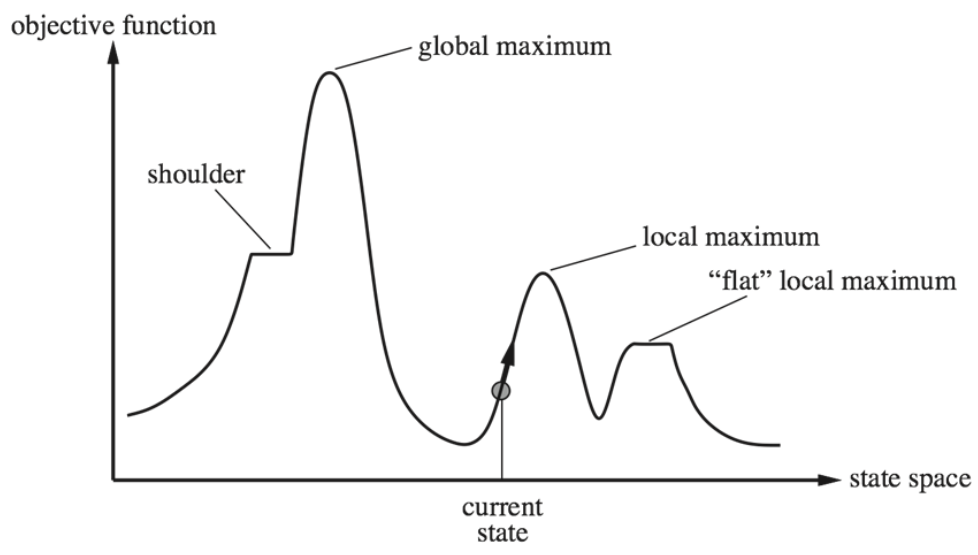 objective function
global maximum
shoulder
local maximum
“flat” local maximum
state space
current
state